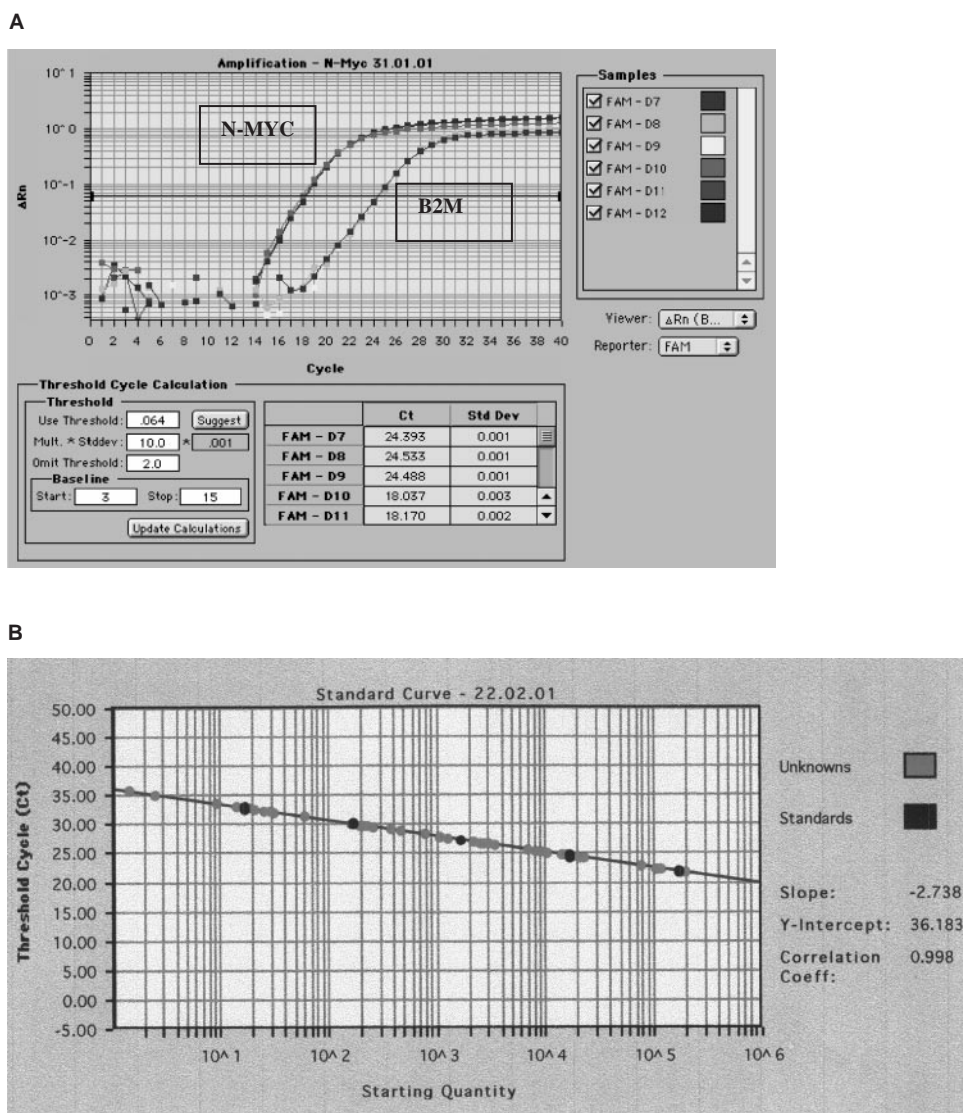 A
Amplification - N-Myc 31.01.01
10^ 1
10^ 0
10^-1
10^-2
10^-3
ΔRn
N-MYC
B2M
0 2 4 6 8 10 12 14 16 18 20 22 24 26 28 30 32 34 36 38 40
Cycle
Samples
FAM - D7
FAM - D8
FAM - D9
FAM - D10
FAM - D11
FAM - D12
Viewer: ΔRn (B...
Reporter: FAM
Threshold Cycle Calculation
Threshold
Use Threshold: .064 Suggest
Mult. * Stddev: 10.0 * .001
Omit Threshold: 2.0
Baseline
Start: 3 Stop: 15
Update Calculations
Ct Std Dev
FAM - D7 24.393 0.001
FAM - D8 24.533 0.001
FAM - D9 24.488 0.001
FAM - D10 18.037 0.003
FAM - D11 18.170 0.002
B
Standard Curve - 22.02.01
50.00
45.00
40.00
35.00
30.00
25.00
20.00
15.00
10.00
5.00
0.00
-5.00
Threshold Cycle (Ct)
10^ 1 10^ 2 10^ 3 10^ 4 10^ 5 10^ 6
Starting Quantity
Unknowns
Standards
Slope: -2.738
Y-Intercept: 36.183
Correlation 0.998
Coeff: